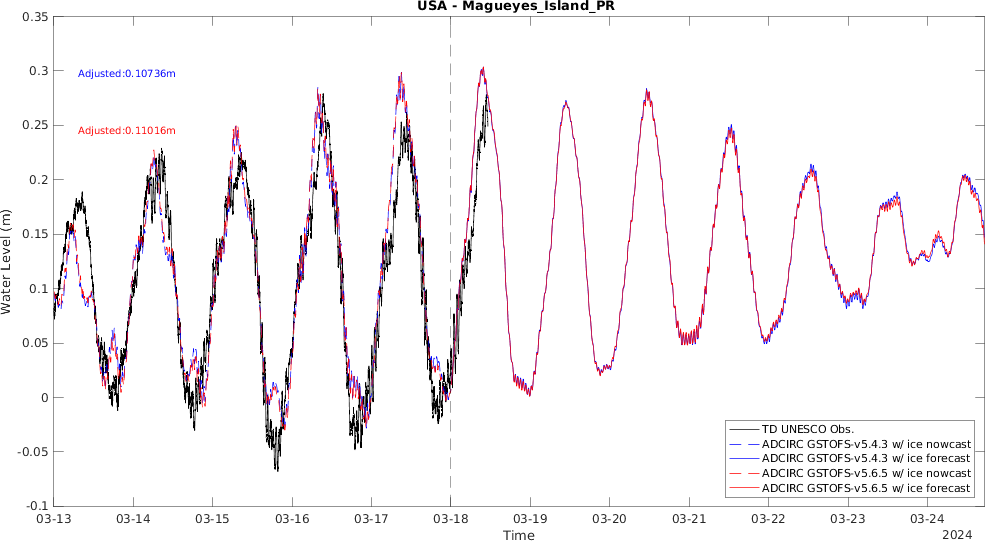 USA - Magueyes_Island_PR
0.35
0.3
0.25
0.2
0.15
0.1
0.05
0
-0.05
-0.1
Water Level (m)
Adjusted:0.10736m
Adjusted:0.11016m
TD UNESCO Obs.
ADCIRC GSTOFS-v5.4.3 w/ ice nowcast
ADCIRC GSTOFS-v5.4.3 w/ ice forecast
ADCIRC GSTOFS-v5.6.5 w/ ice nowcast
ADCIRC GSTOFS-v5.6.5 w/ ice forecast
03-13 03-14 03-15 03-16 03-17 03-18 03-19 03-20 03-21 03-22 03-23 03-24
Time
2024